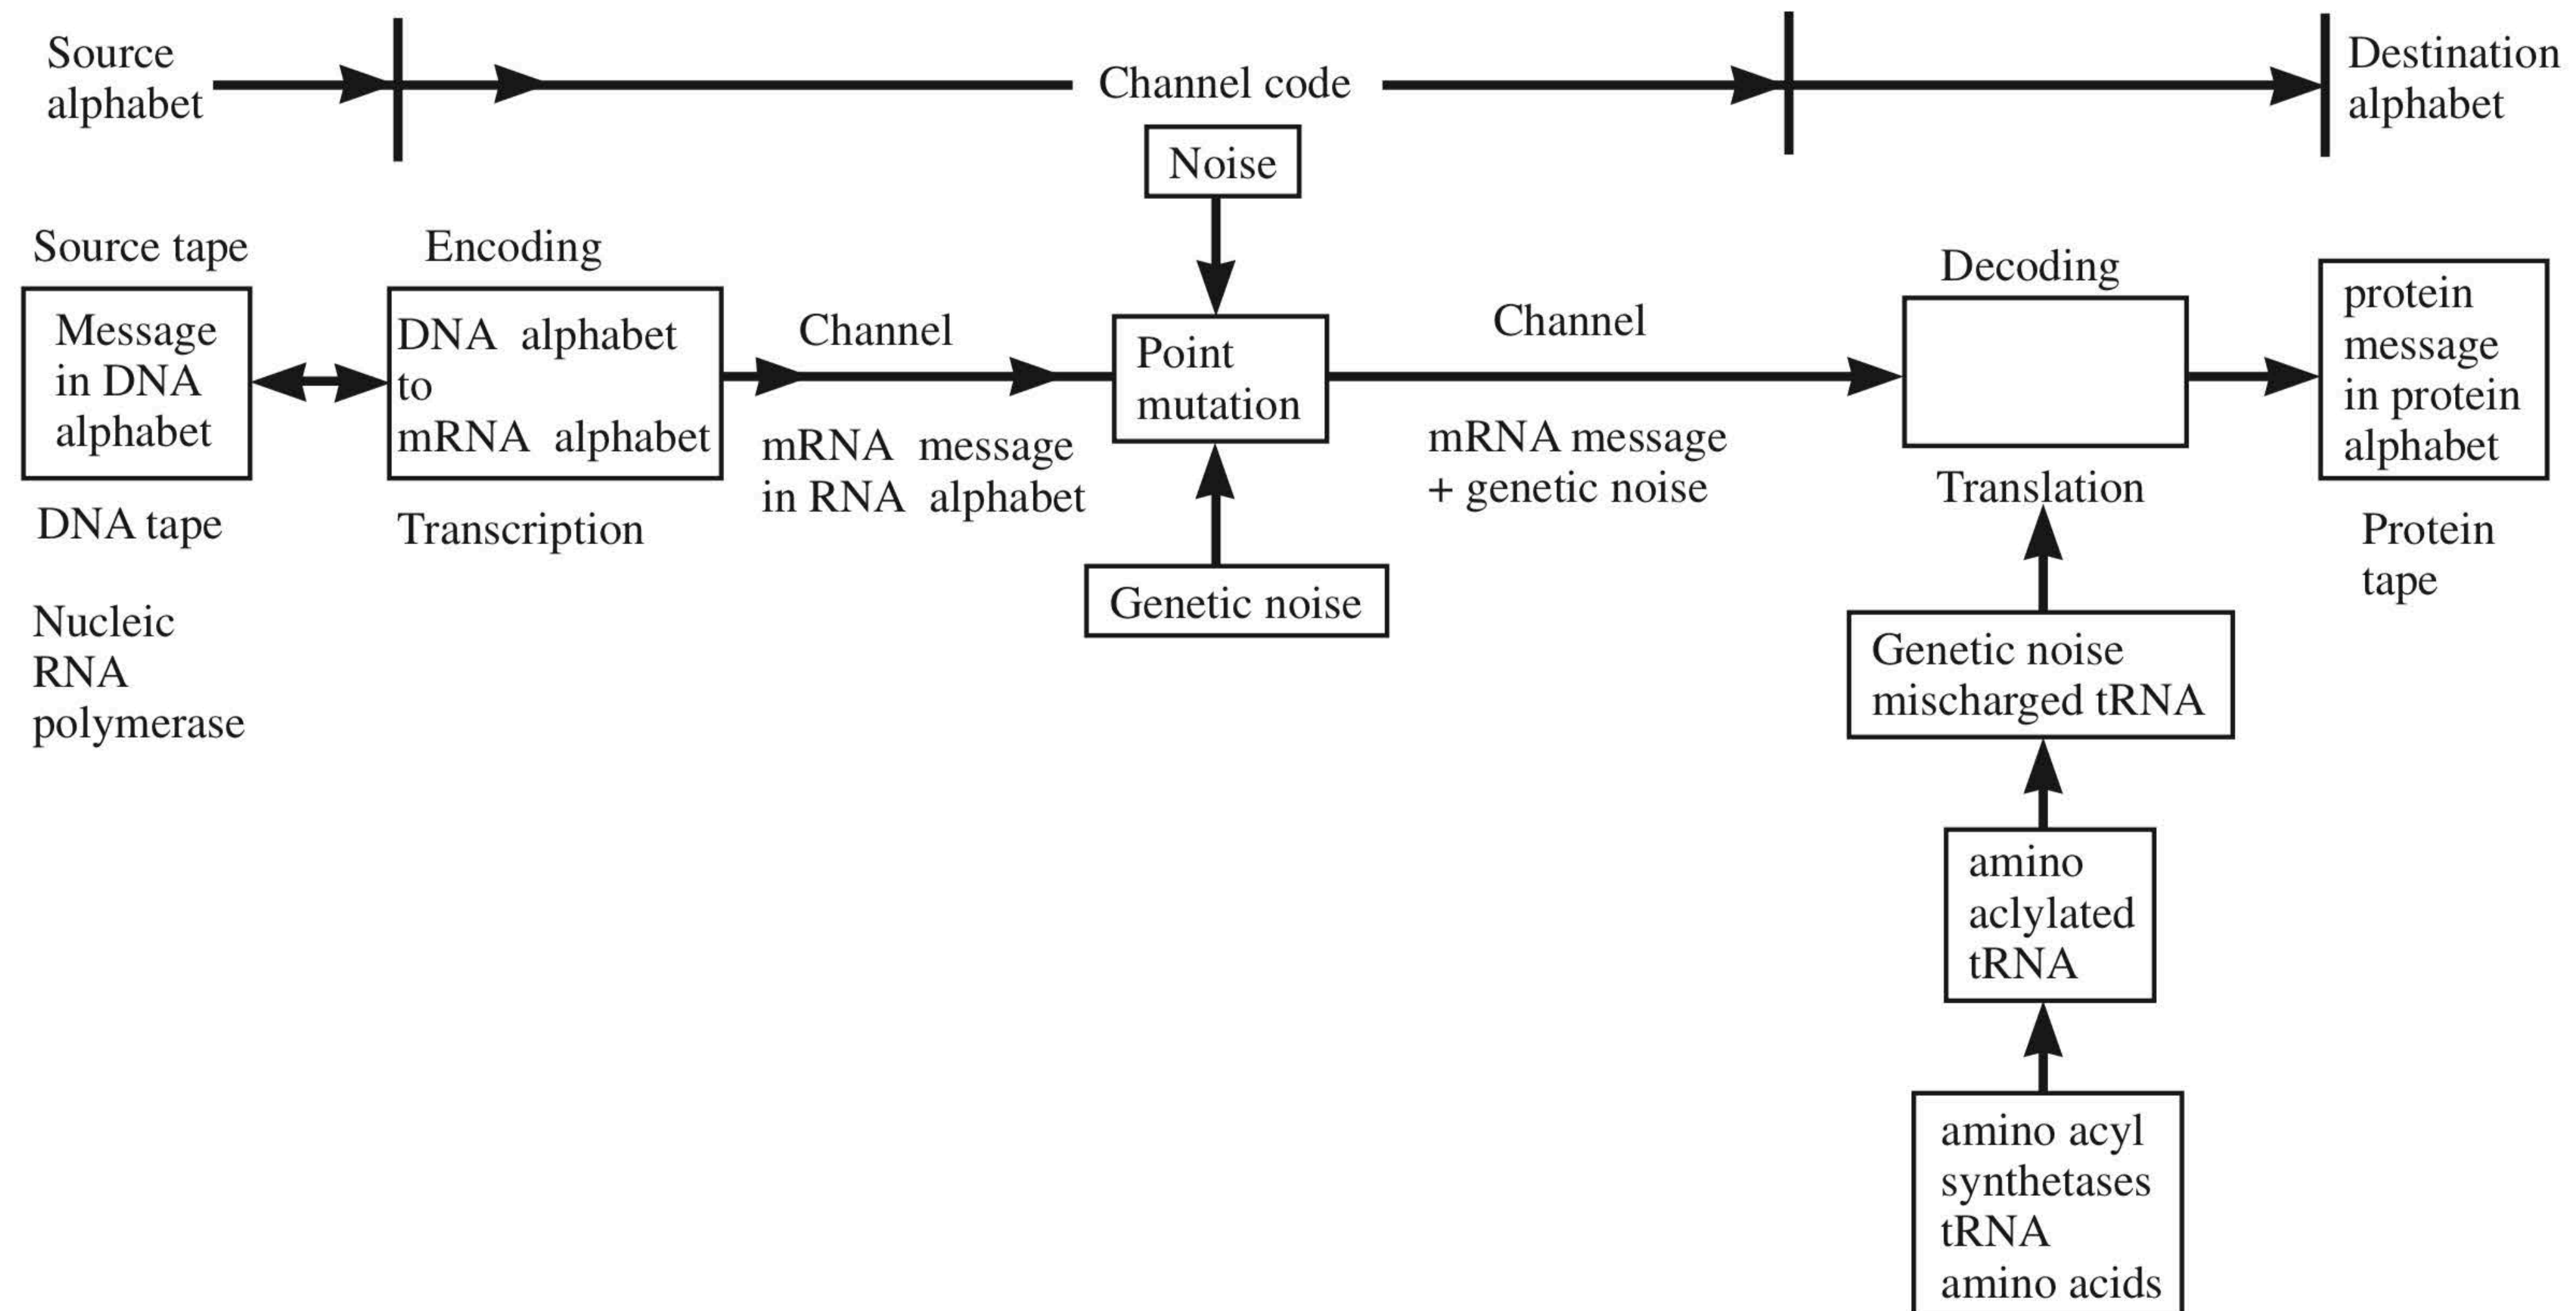 Source
alphabet
Channel code
Destination
alphabet
Noise
Source tape
Encoding
Decoding
Message
in DNA
alphabet
DNA alphabet
to
mRNA alphabet
Channel
mRNA message
in RNA alphabet
Point
mutation
Channel
mRNA message
+ genetic noise
protein
message
in protein
alphabet
DNA tape
Transcription
Translation
Protein
tape
Genetic noise
Nucleic
RNA
polymerase
Genetic noise
mischarged tRNA
amino
aclylated
tRNA
amino acyl
synthetases
tRNA
amino acids